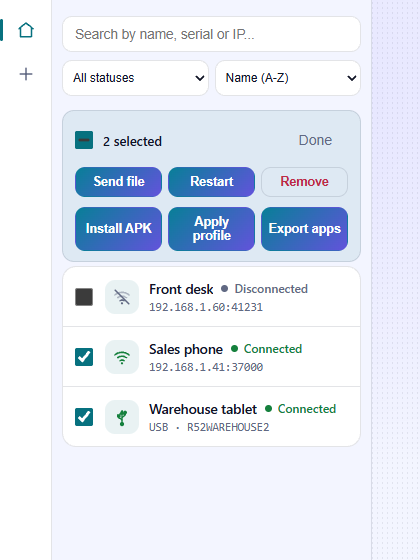 Search by name, serial or IP...
All statuses
Name (A-Z)
2 selected
Done
Send file
Restart
Remove
Install APK
Apply
profile
Export apps
Front desk
Disconnected
192.168.1.60:41231
Sales phone
Connected
192.168.1.41:37000
Warehouse tablet
Connected
USB · R52WAREHOUSE2